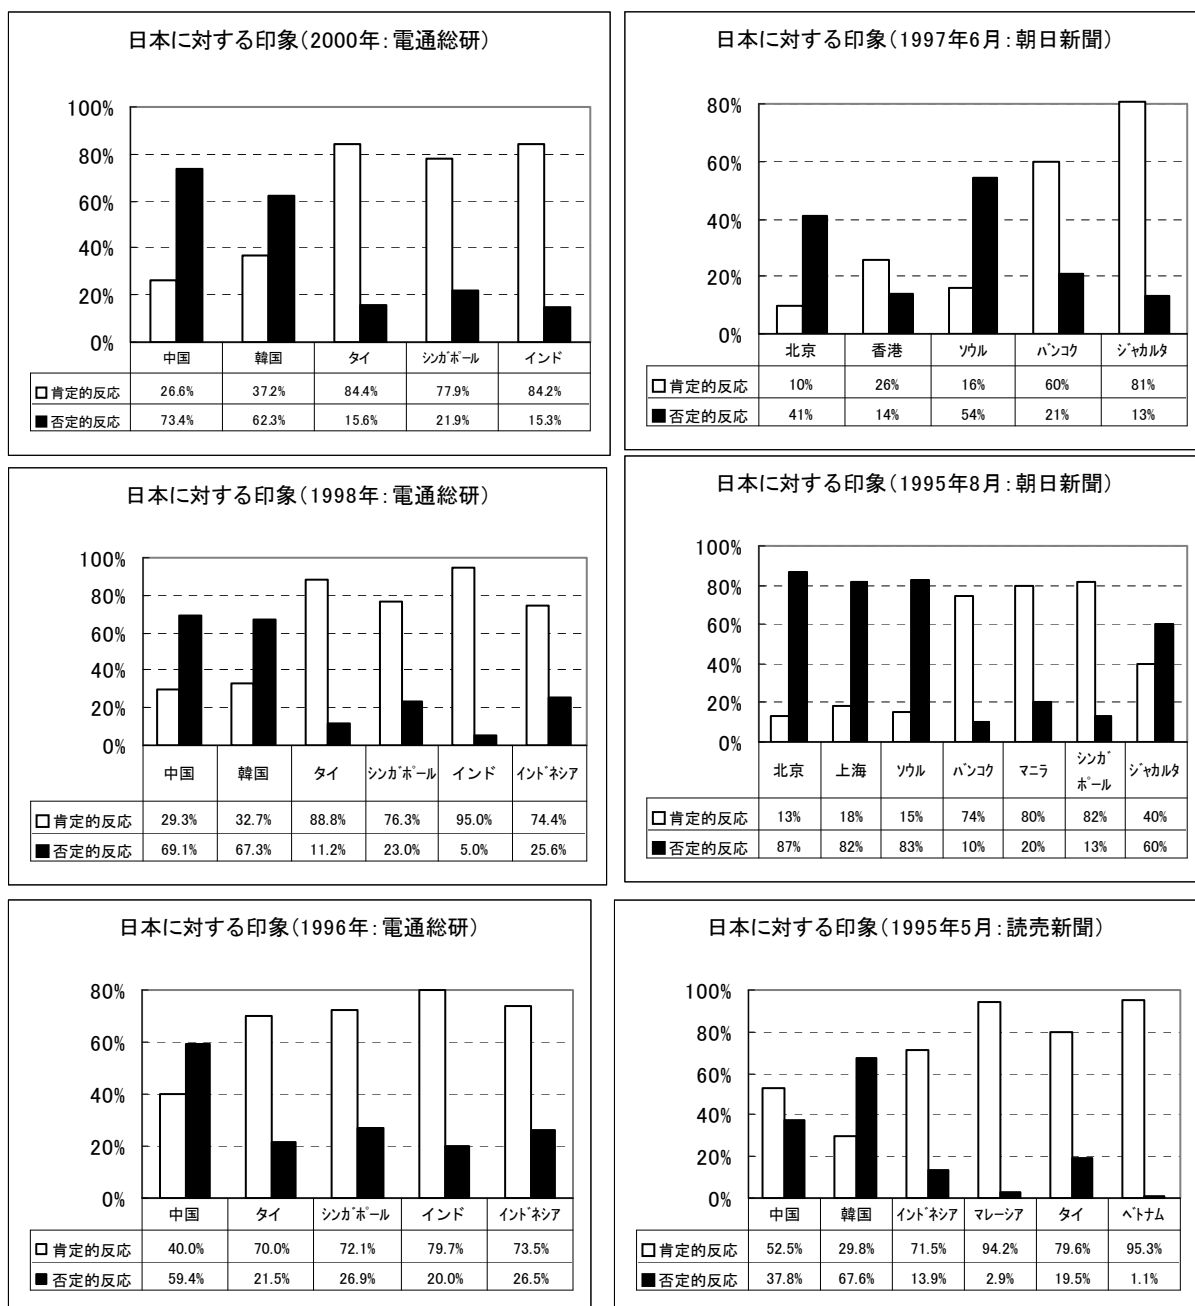 日本に対する印象(2000年:電通総研)
100%
80%
60%
40%
20%
0%
中国 韓国 タイ ｼﾝｶﾞﾎﾟｰﾙ インド
□肯定的反応 26.6% 37.2% 84.4% 77.9% 84.2%
■否定的反応 73.4% 62.3% 15.6% 21.9% 15.3%
日本に対する印象(1997年6月:朝日新聞)
80%
60%
40%
20%
0%
北京 香港 ｿｳﾙ ﾊﾞﾝｺｸ ｼﾞｬｶﾙﾀ
□肯定的反応 10% 26% 16% 60% 81%
■否定的反応 41% 14% 54% 21% 13%
日本に対する印象(1998年:電通総研)
100%
80%
60%
40%
20%
0%
中国 韓国 タイ ｼﾝｶﾞﾎﾟｰﾙ インド ｲﾝﾄﾞﾈｼｱ
□肯定的反応 29.3% 32.7% 88.8% 76.3% 95.0% 74.4%
■否定的反応 69.1% 67.3% 11.2% 23.0% 5.0% 25.6%
日本に対する印象(1995年8月:朝日新聞)
100%
80%
60%
40%
20%
0%
北京 上海 ｿｳﾙ ﾊﾞﾝｺｸ マニラ ｼﾝｶﾞ ｼﾞｬｶﾙﾀ
ﾎﾟｰﾙ
□肯定的反応 13% 18% 15% 74% 80% 82% 40%
■否定的反応 87% 82% 83% 10% 20% 13% 60%
日本に対する印象(1996年:電通総研)
80%
60%
40%
20%
0%
中国 タイ ｼﾝｶﾞﾎﾟｰﾙ インド ｲﾝﾄﾞﾈｼｱ
□肯定的反応 40.0% 70.0% 72.1% 79.7% 73.5%
■否定的反応 59.4% 21.5% 26.9% 20.0% 26.5%
日本に対する印象(1995年5月:読売新聞)
100%
80%
60%
40%
20%
0%
中国 韓国 ｲﾝﾄﾞﾈｼｱ ﾏﾚｰｼｱ タイ ﾍﾞﾄﾅﾑ
□肯定的反応 52.5% 29.8% 71.5% 94.2% 79.6% 95.3%
■否定的反応 37.8% 67.6% 13.9% 2.9% 19.5% 1.1%